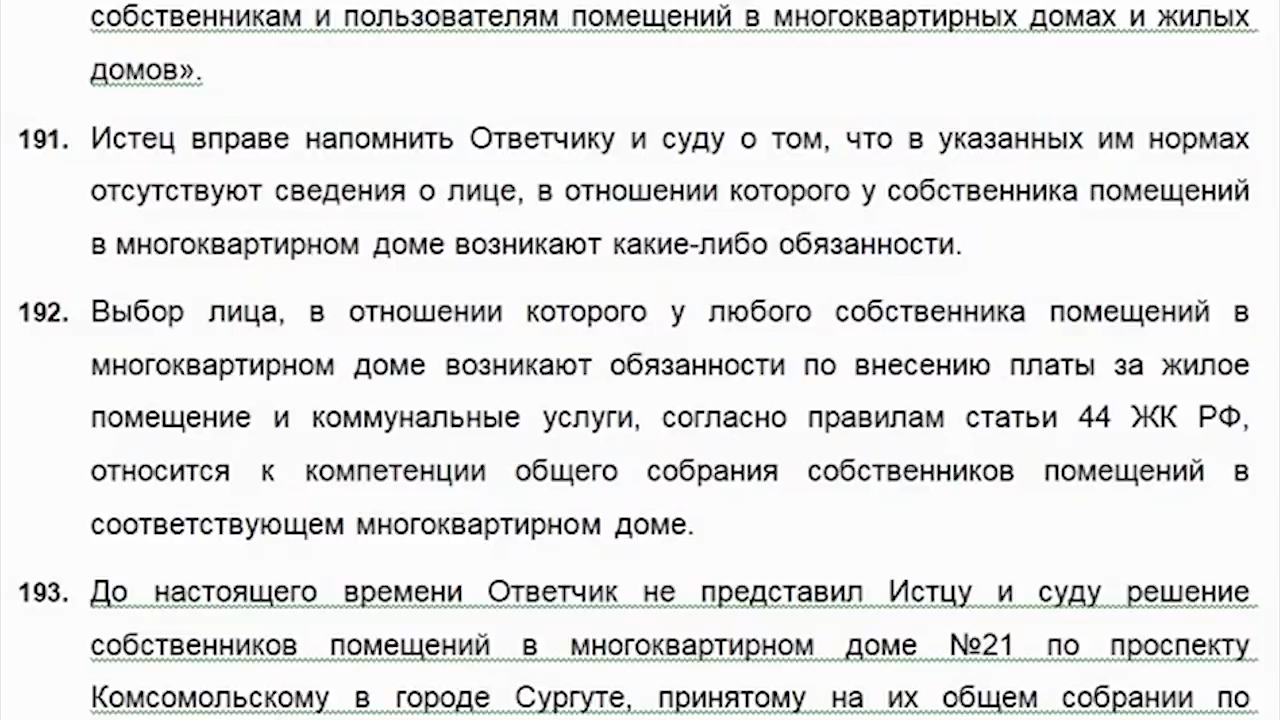 собственникам и пользователям помещений в многоквартирных домах и жилых
домов».
191. Истец вправе напомнить Ответчику и суду о том, что в указанных им нормах
отсутствуют сведения о лице, в отношении которого у собственника помещений
в многоквартирном доме возникают какие-либо обязанности.
192. Выбор лица, в отношении которого у любого собственника помещений в
многоквартирном доме возникают обязанности по внесению платы за жилое
помещение и коммунальные услуги, согласно правилам статьи 44 ЖК РФ,
относится к компетенции общего собрания собственников помещений в
соответствующем многоквартирном доме.
193. До настоящего времени Ответчик не представил Истцу и суду решение
собственников помещений в многоквартирном доме №21 по проспекту
Комсомольскому в городе Сургуте, принятому на их общем собрании по